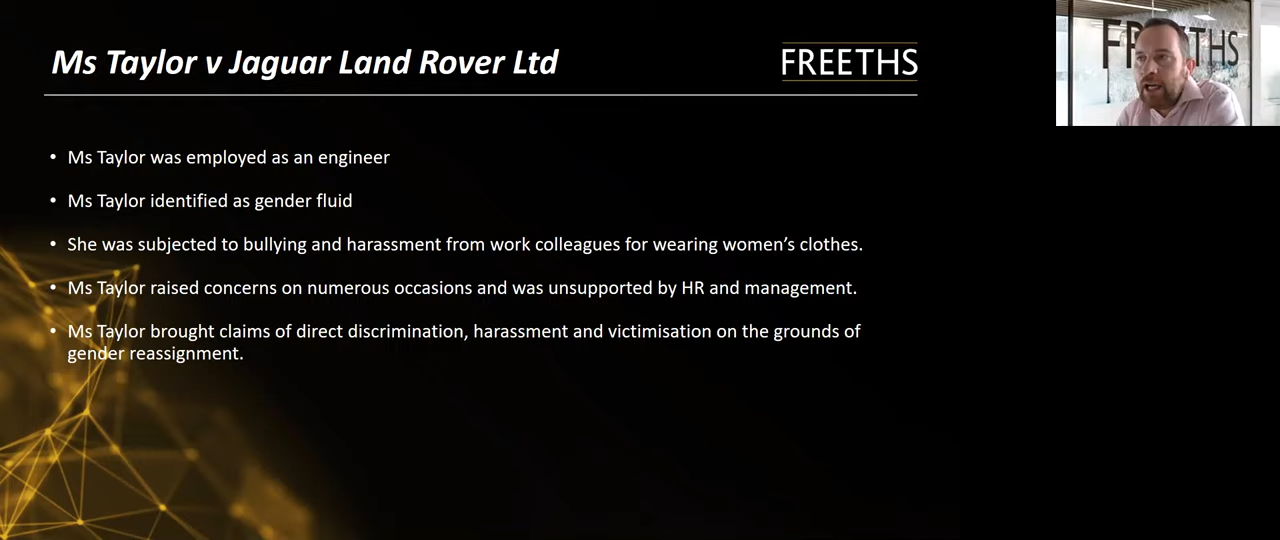 Ms Taylor v Jaguar Land Rover Ltd
FREETHS
FREETHS
• Ms Taylor was employed as an engineer
• Ms Taylor identified as gender fluid
• She was subjected to bullying and harassment from work colleagues for wearing women’s clothes.
• Ms Taylor raised concerns on numerous occasions and was unsupported by HR and management.
• Ms Taylor brought claims of direct discrimination, harassment and victimisation on the grounds of
gender reassignment.